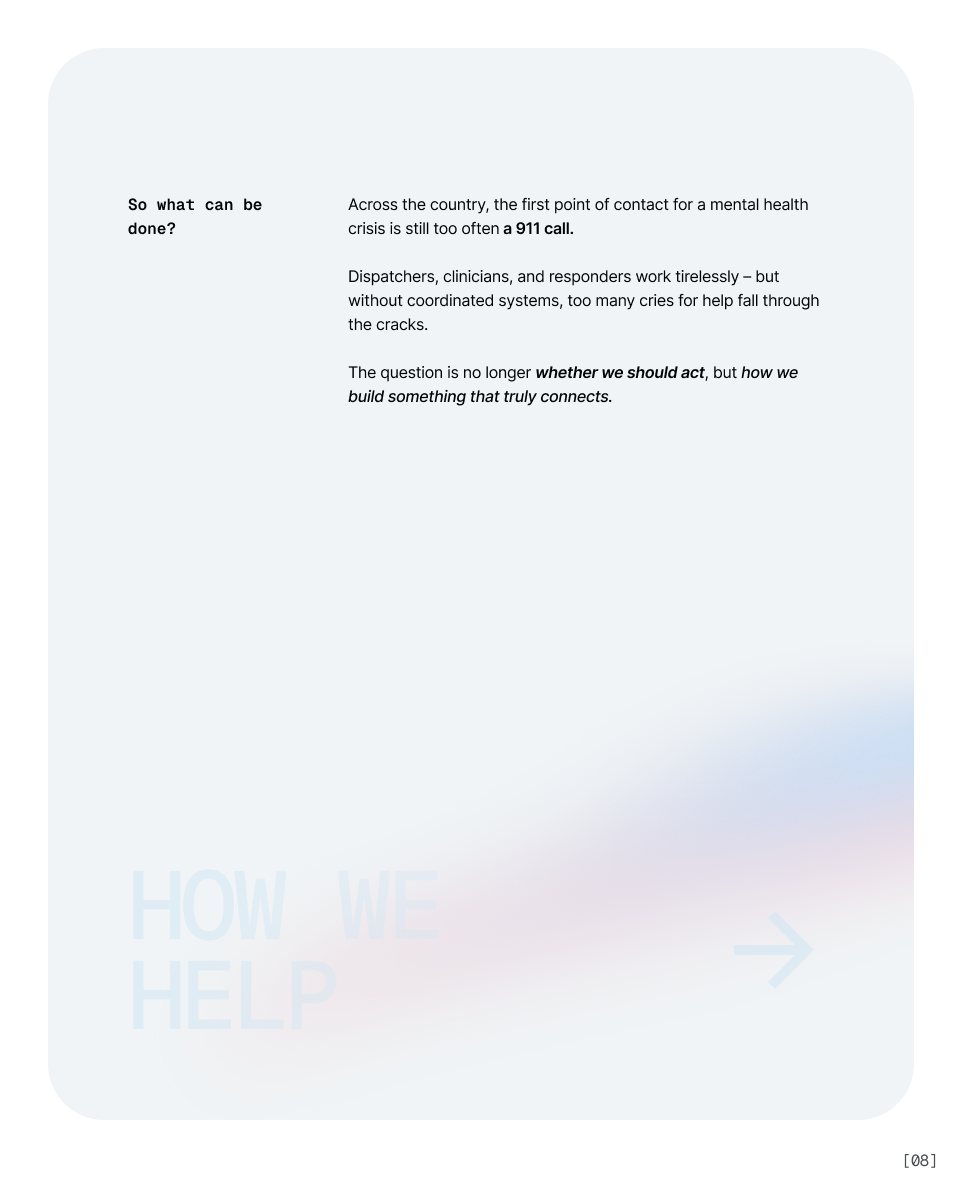 So what can be
done?
Across the country, the first point of contact for a mental health
crisis is still too often a 911 call.
Dispatchers, clinicians, and responders work tirelessly – but
without coordinated systems, too many cries for help fall through
the cracks.
The question is no longer whether we should act, but how we
build something that truly connects.
HOW WE
HELP
[08]